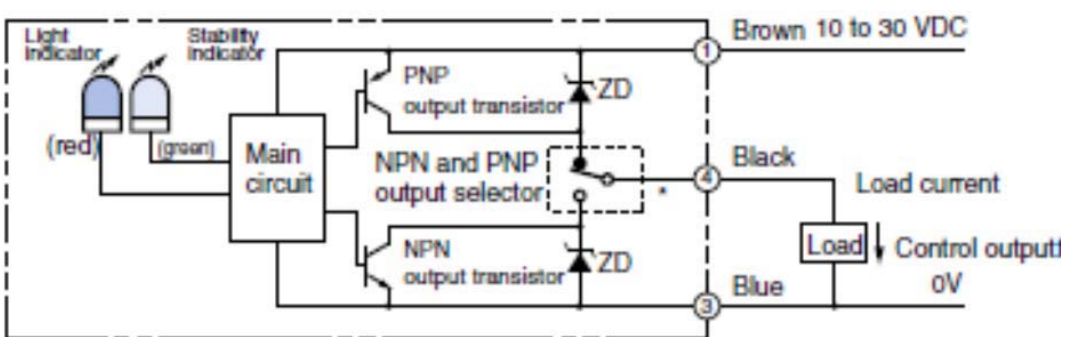 Light
indicator
Stability
indicator
(red)
(green)
Main
circuit
PNP
output transistor
ZD
NPN and PNP
output selector
*
NPN
output transistor
ZD
1
Brown 10 to 30 VDC
4
Black
Load current
Load
Control output
3
Blue
0V